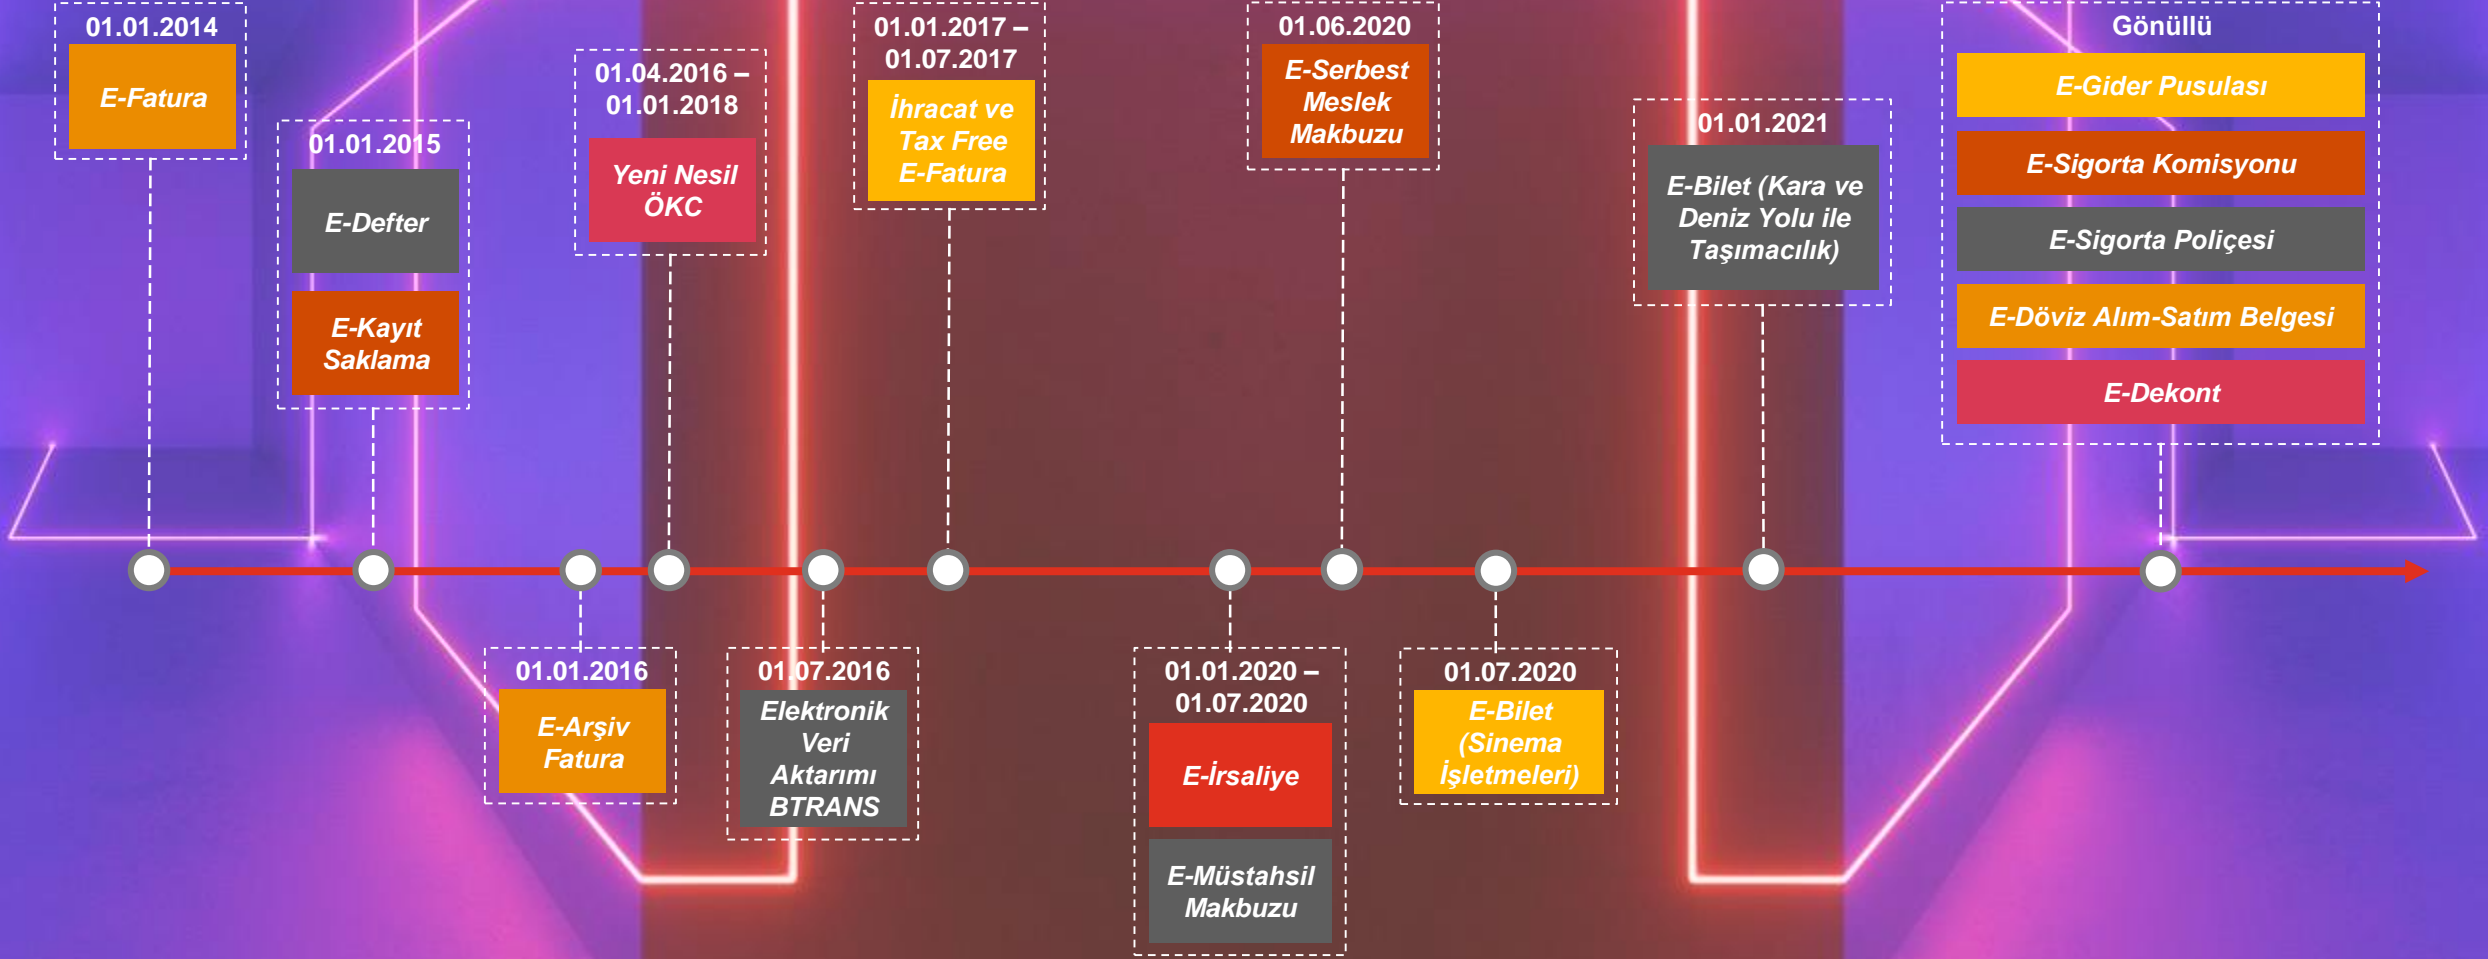 01.01.2014
E-Fatura
01.01.2015
E-Defter
E-Kayıt
Saklama
01.01.2016
E-Arşiv
Fatura
01.04.2016 –
01.01.2018
Yeni Nesil
ÖKC
01.07.2016
Elektronik
Veri
Aktarımı
BTRANS
01.01.2017 –
01.07.2017
İhracat ve
Tax Free
E-Fatura
01.01.2020 –
01.07.2020
E-İrsaliye
E-Müstahsil
Makbuzu
01.06.2020
E-Serbest
Meslek
Makbuzu
01.07.2020
E-Bilet
(Sinema
İşletmeleri)
01.01.2021
E-Bilet (Kara ve
Deniz Yolu ile
Taşımacılık)
Gönüllü
E-Gider Pusulası
E-Sigorta Komisyonu
E-Sigorta Poliçesi
E-Döviz Alım-Satım Belgesi
E-Dekont